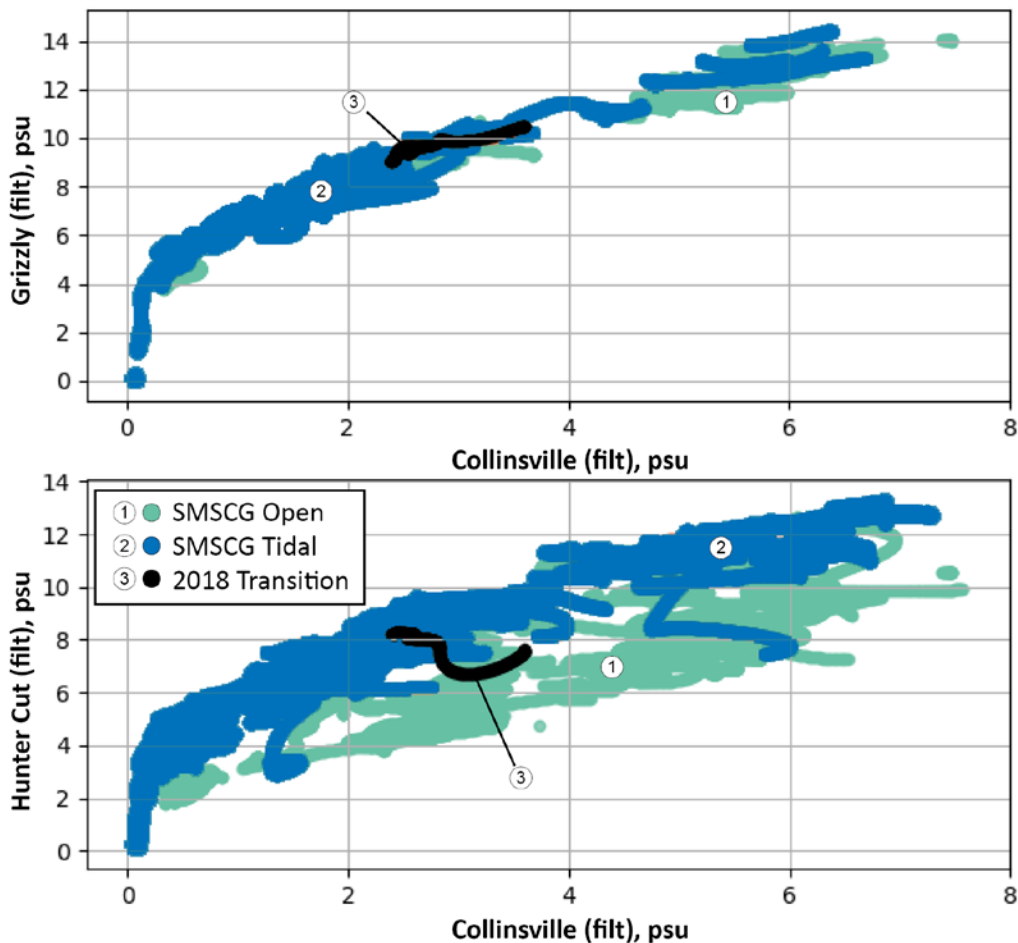 14
12
10
8
6
4
2
0
Grizzly (filt), psu
3
1
2
0 2 4 6 8
Collinsville (filt), psu
14
12
10
8
6
4
2
0
Hunter Cut (filt), psu
1 SMSCG Open
2 SMSCG Tidal
3 2018 Transition
2
1
3
0 2 4 6 8
Collinsville (filt), psu